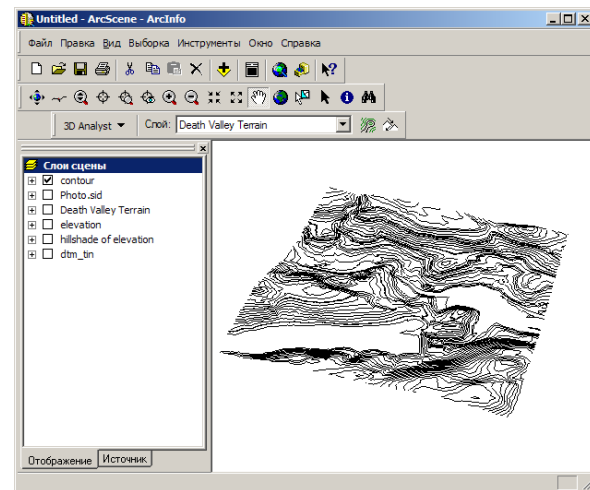 Untitled - ArcScene - ArcInfo
Файл Правка Вид Выборка Инструменты Окно Справка
3D Analyst Слой: Death Valley Terrain
Слои сцены
contour
Photo.sid
Death Valley Terrain
elevation
hillshade of elevation
dtm_tin
Отображение Источник